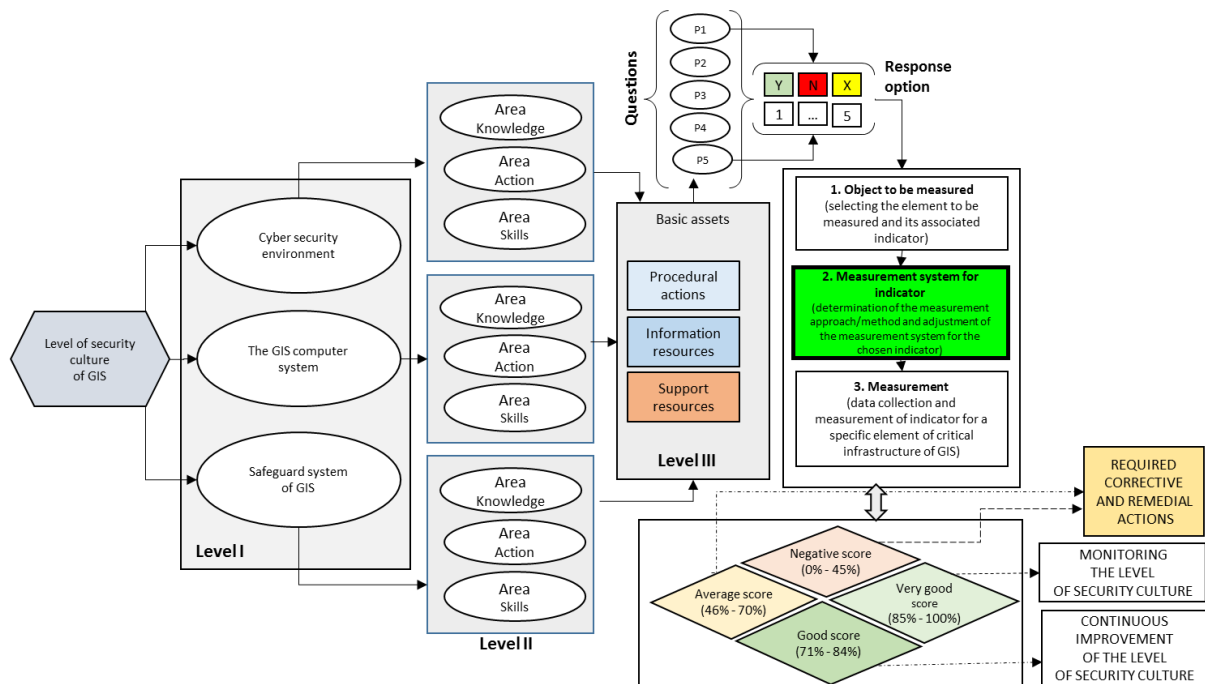 Level of security
culture
of GIS
Cyber security
environment
The GIS computer
system
Safeguard system
of GIS
Level I
Area
Knowledge
Area
Action
Area
Skills
Area
Knowledge
Area
Action
Area
Skills
Area
Knowledge
Area
Action
Area
Skills
Level II
Basic assets
Procedural
actions
Information
resources
Support
resources
Level III
Questions
P1
P2
P3
P4
P5
Y N X
1 ... 5
Response
option
1. Object to be measured
(selecting the element to be
measured and its associated
indicator)
2. Measurement system for
indicator
(determination of the measurement
approach/method and adjustment of
the measurement system for the
chosen indicator)
3. Measurement
(data collection and
measurement of indicator for a
specific element of critical
infrastructure of GIS)
Negative score
(0% - 45%)
Average score
(46% - 70%)
Very good
score
(85% - 100%)
Good score
(71% - 84%)
REQUIRED
CORRECTIVE
AND REMEDIAL
ACTIONS
MONITORING
THE LEVEL
OF SECURITY CULTURE
CONTINUOUS
IMPROVEMENT
OF THE LEVEL
OF SECURITY CULTURE